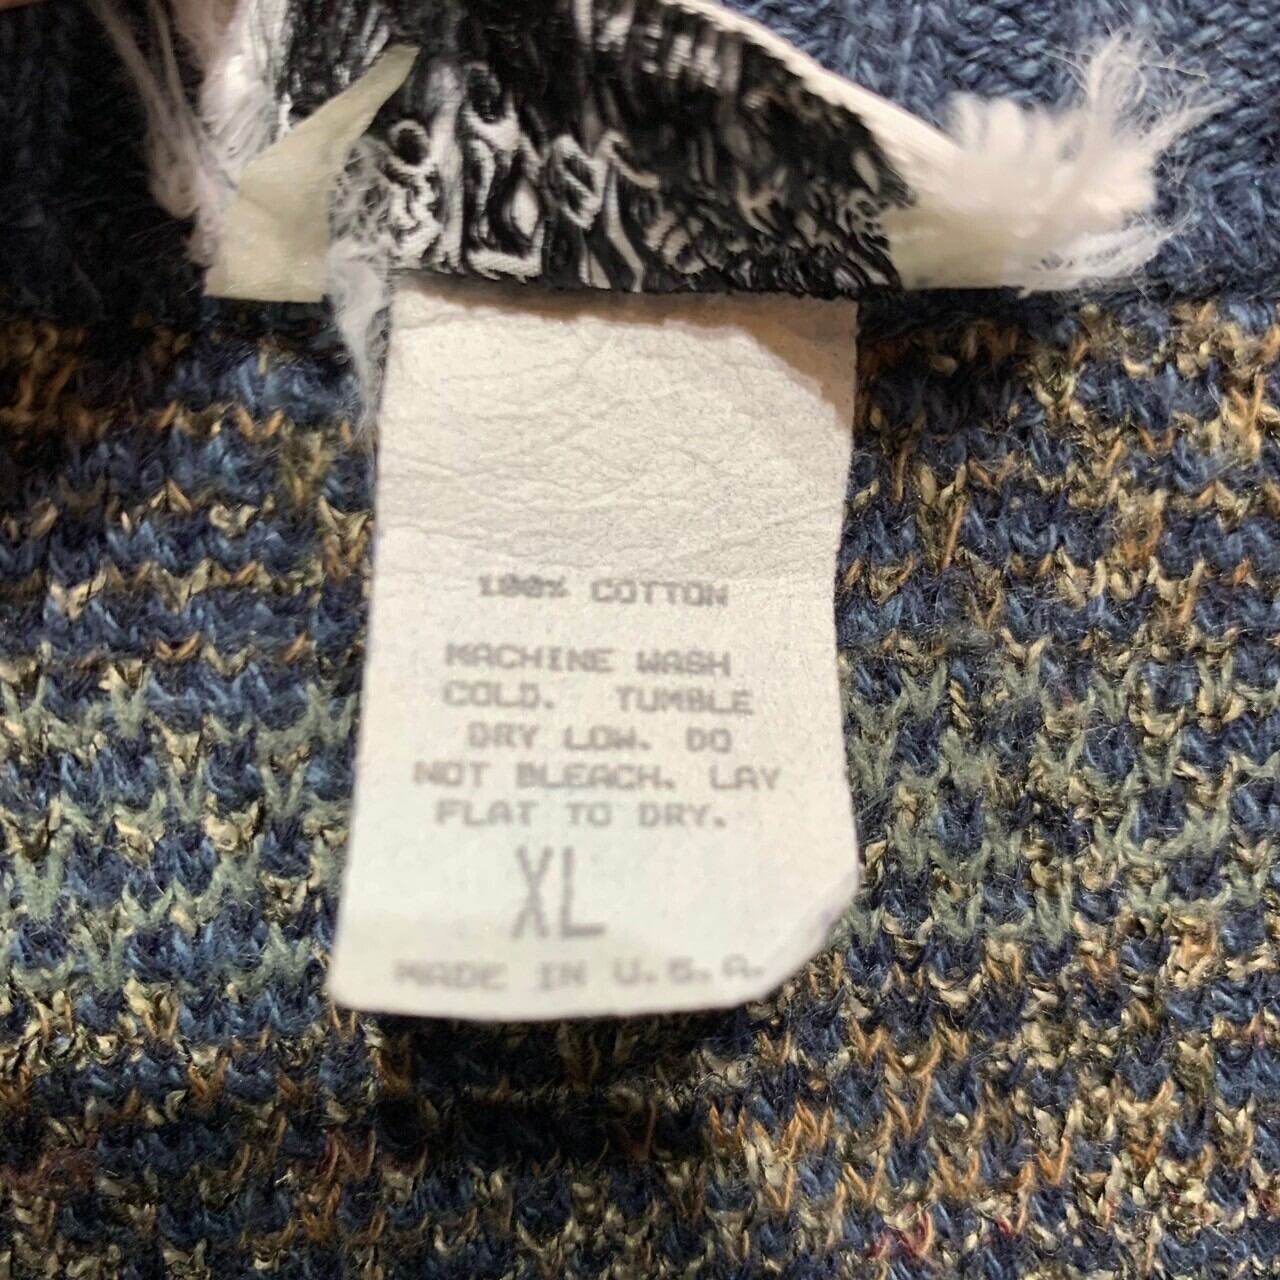 100% COTTON
MACHINE WASH
COLD. TUMBLE
DRY LOW. DO
NOT BLEACH. LAY
FLAT TO DRY.
XL
MADE IN U.S.A.